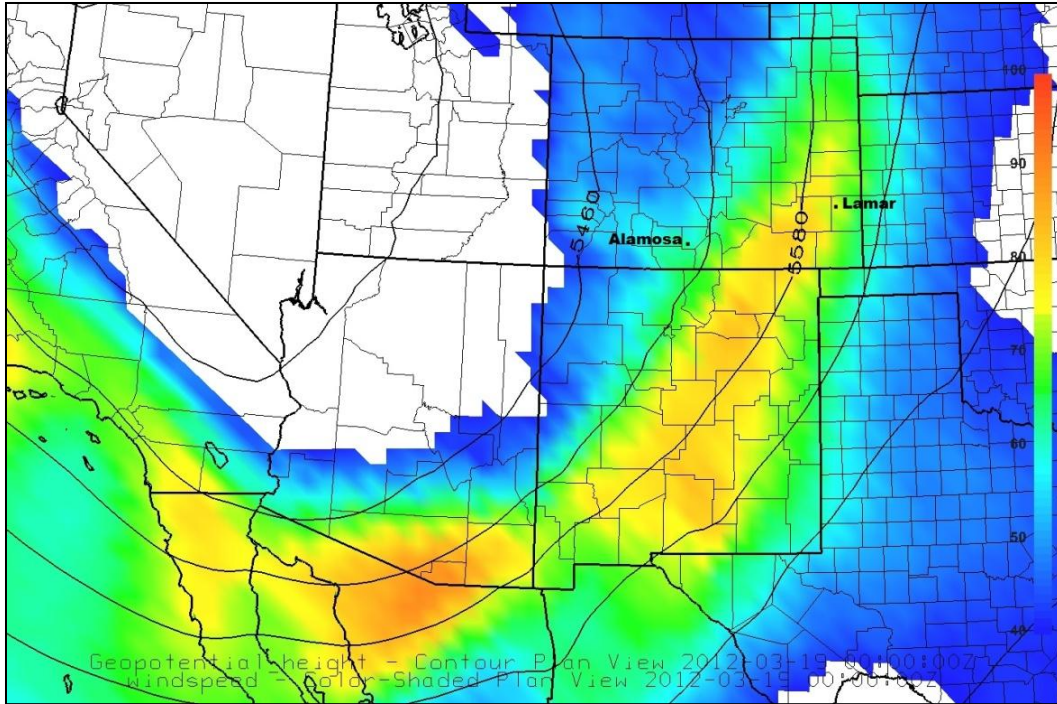 100
90
Lamar
5460
Alamosa
5580
80
70
60
50
40
Geopotential height - Contour Plan View 2012-03-19 00:00:00Z
windspeed - Color-Shaded Plan View 2012-03-19 00:00:00Z